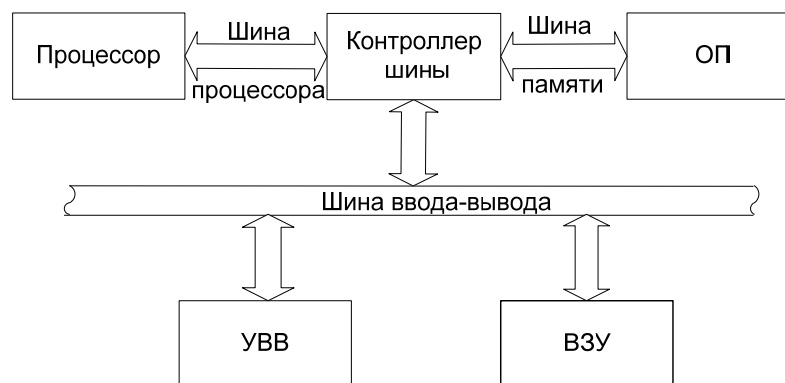 Процессор
Шина
процессора
Контроллер
шины
Шина
памяти
ОП
Шина ввода-вывода
УВВ
ВЗУ